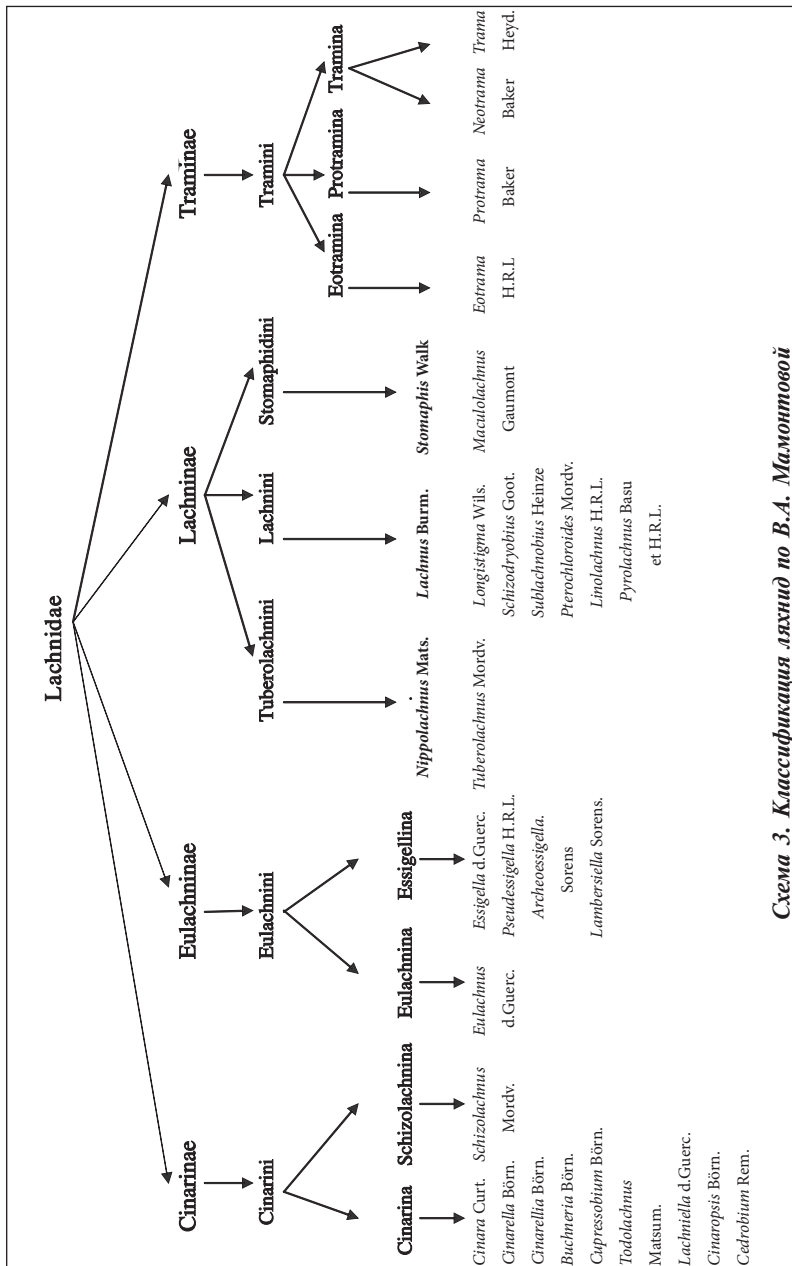 Lachnidae
Cinarinae
Eulachninae
Lachninae
Traminae
Cinarini
Eulachnini
Tuberolachnini
Lachnini
Stomaphidini
Tramini
Eotramina
Protramina
Tramina
Cinarina
Schizolachnina
Eulachnina
Essigellina
Cinara Curt.
Cinarella Börn.
Cinarellia Börn.
Buchneria Börn.
Cupressobium Börn.
Todolachnus
Matsum.
Lachniella d.Guerc.
Cinaropsis Börn.
Cedrobium Rem.
Schizolachnus
Mordv.
Eulachnus
d.Guerc.
Essigella d.Guerc.
Pseudessigella H.R.L.
Archeoessigella.
Sorens
Lambersiella Sorens.
Nippolachnus Mats.
Tuberolachnus Mordv.
Lachnus Burm.
Longistigma Wils.
Schizodryobius Goot.
Sublachnobius Heinze
Pterochloroides Mordv.
Linolachnus H.R.L.
Pyrolachnus Basu
et H.R.L.
Stomaphis Walk
Maculolachnus
Gaumont
Eotrama
H.R.L
Protrama
Baker
Neotrama
Baker
Trama
Heyd.
Схема 3. Классификация ляхнид по В.А. Мамонтовой